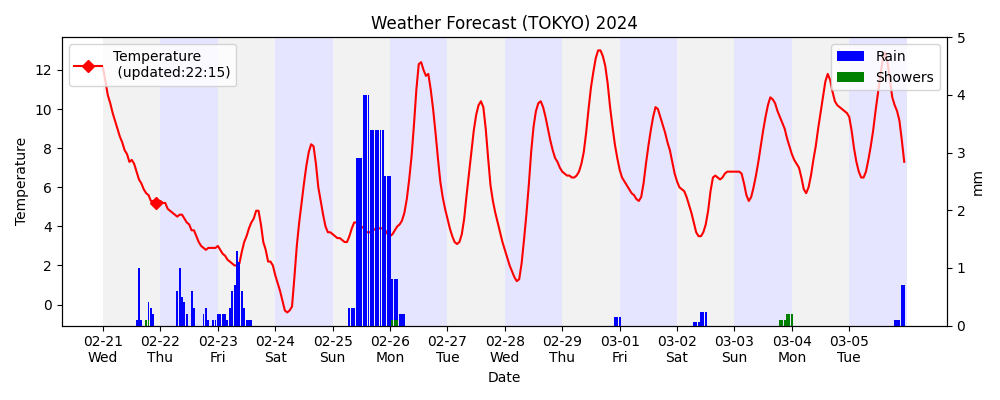 Weather Forecast (TOKYO) 2024
Temperature
(updated:22:15)
Rain
Showers
Temperature
12
10
8
6
4
2
0
5
4
3
2
1
0
mm
02-21 02-22 02-23 02-24 02-25 02-26 02-27 02-28 02-29 03-01 03-02 03-03 03-04 03-05
Wed Thu Fri Sat Sun Mon Tue Wed Thu Fri Sat Sun Mon Tue
Date